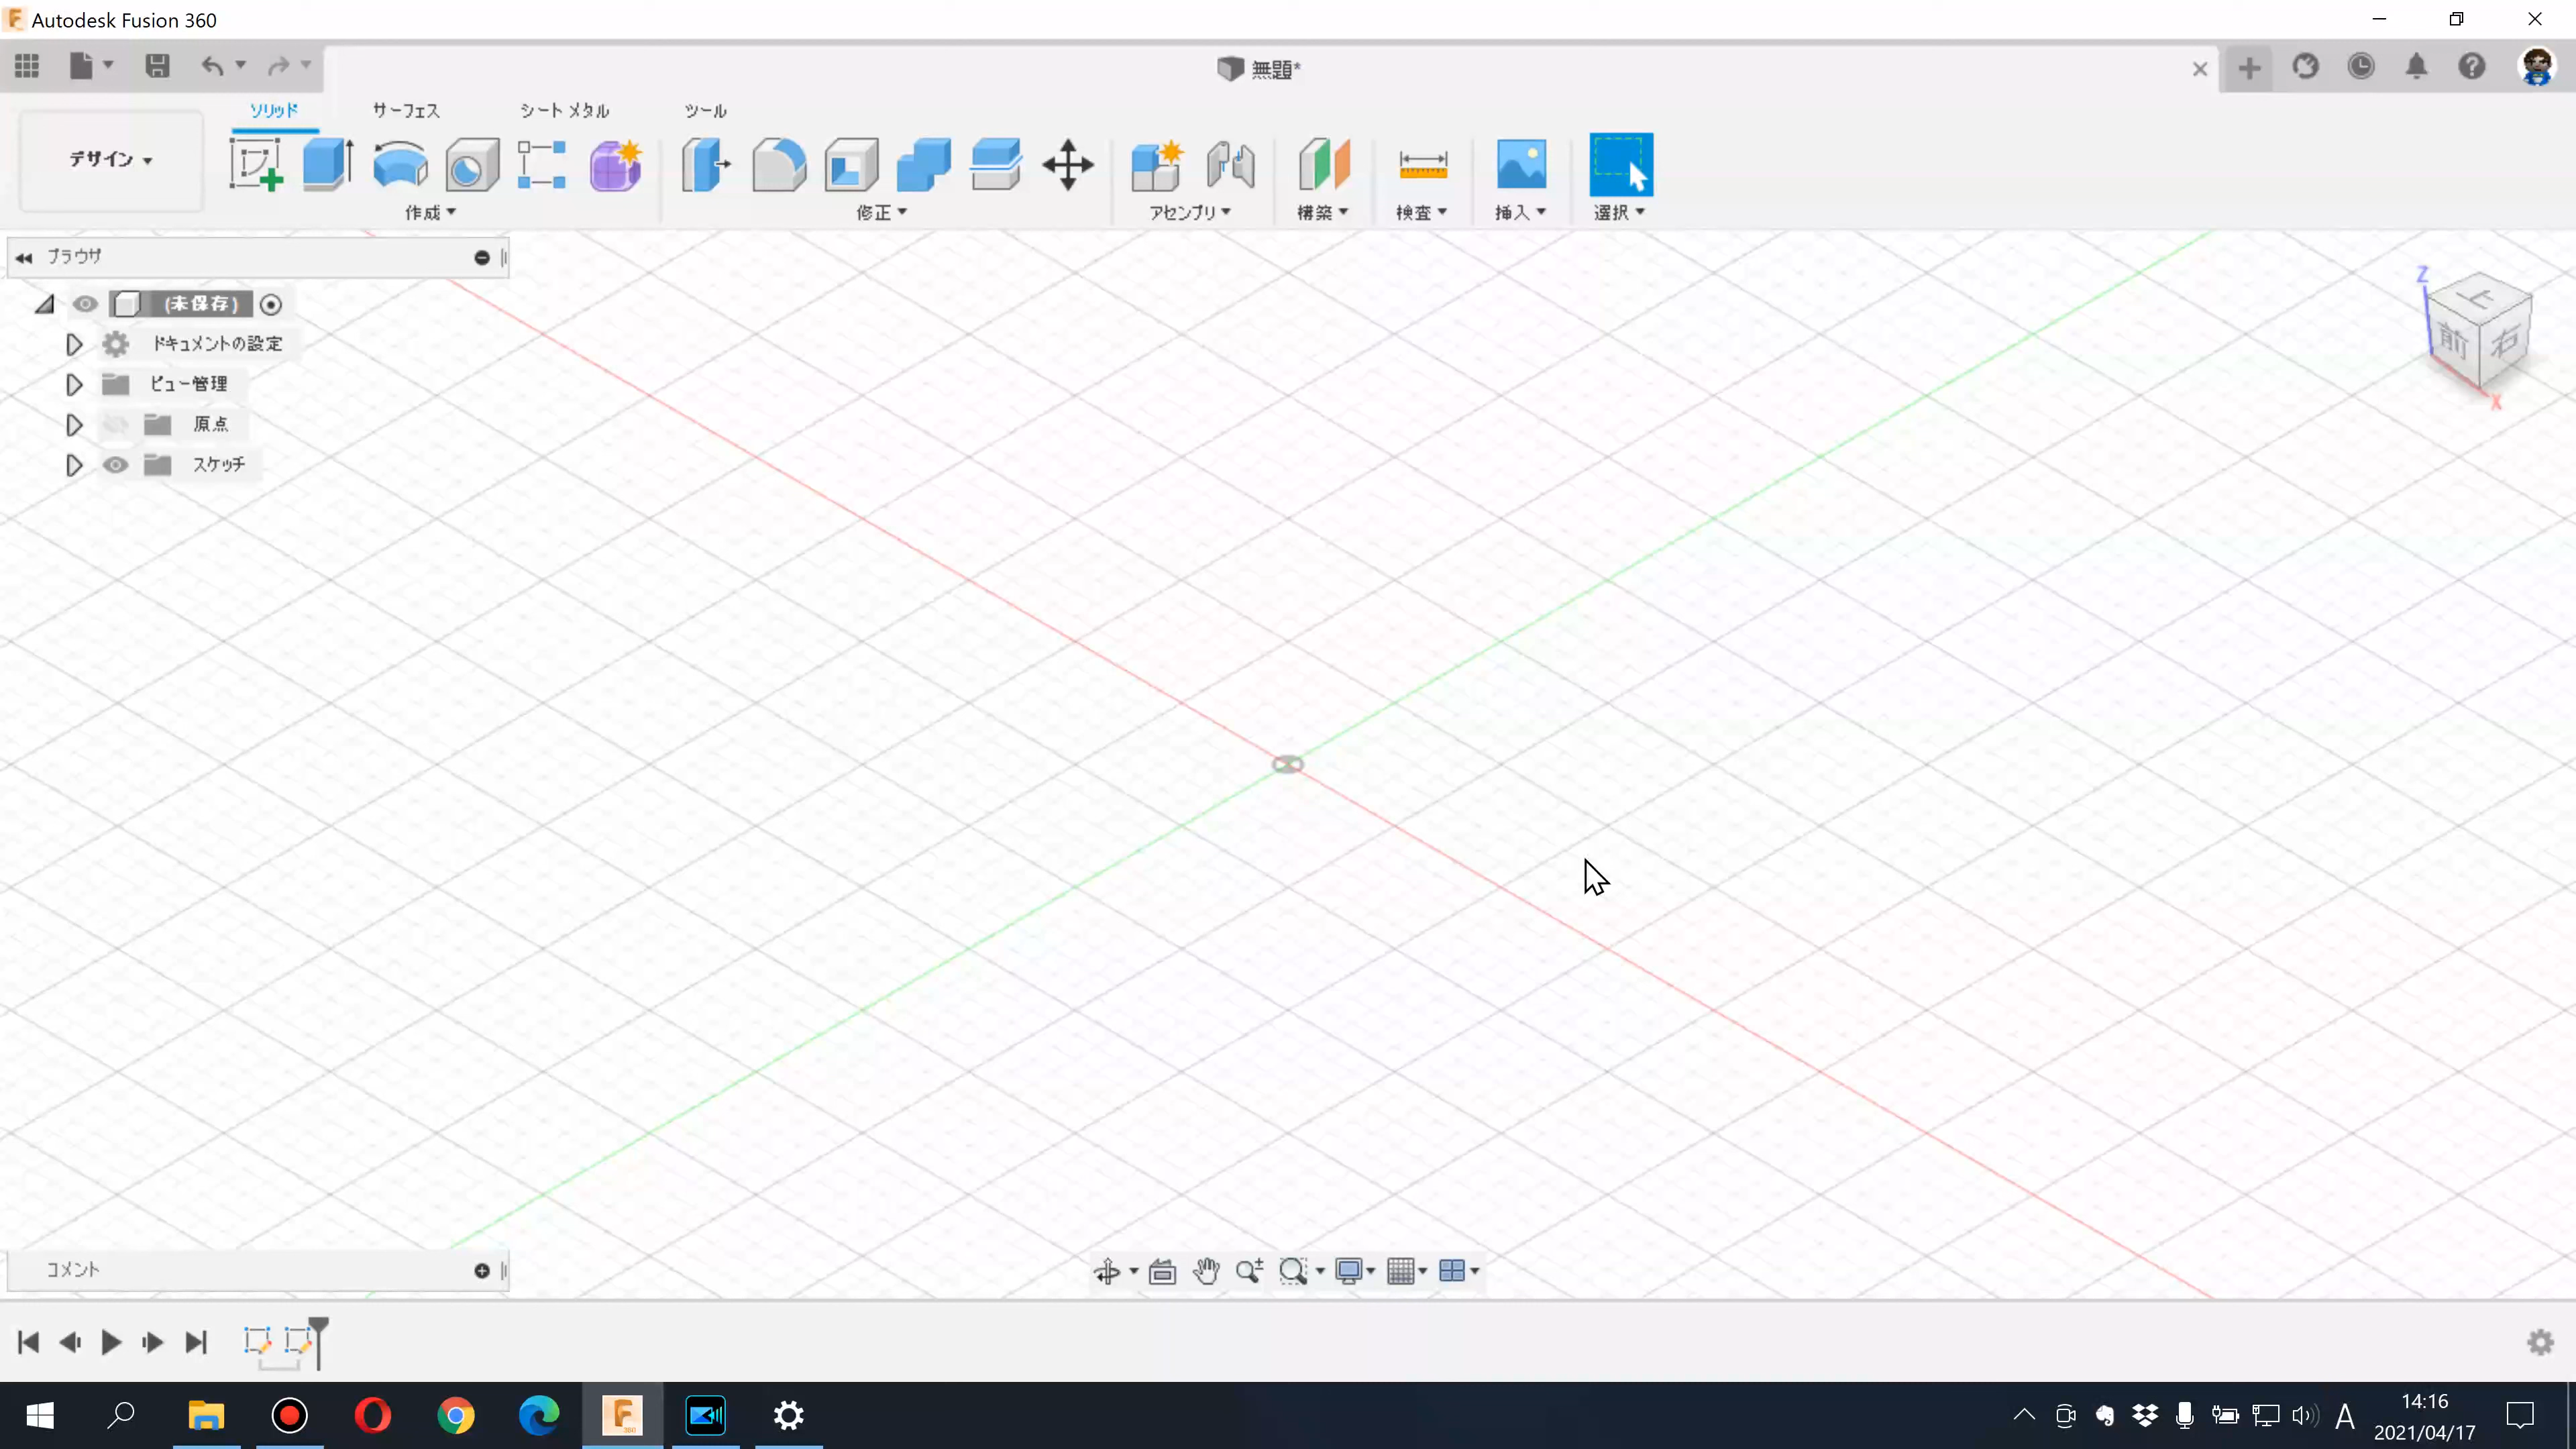 Autodesk Fusion 360
無題*
ソリッド サーフェス シート メタル ツール
デザイン
作成 修正 アセンブリ 構築 検査 挿入 選択
ブラウザ
(未保存)
ドキュメントの設定
ビュー管理
原点
スケッチ
Z
上
前 右
X
コメント
F
360
A
14:16
2021/04/17